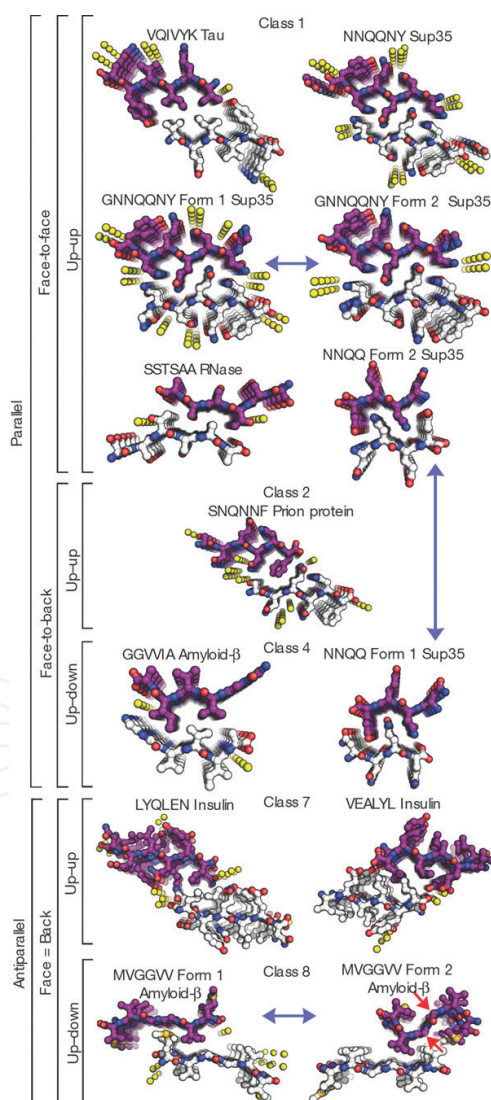 Class 1
VQIVYK Tau
NNQQNY Sup35
GNNQQNY Form 1 Sup35
GNNQQNY Form 2 Sup35
SSTSAA RNase
NNQQ Form 2 Sup35
Class 2
SNQNNF Prion protein
GGVVIA Amyloid-β
Class 4
NNQQ Form 1 Sup35
LYQLEN Insulin
Class 7
VEALYL Insulin
MVGGVV Form 1
Amyloid-β
Class 8
MVGGVV Form 2
Amyloid-β
Parallel
Face-to-face
Up-up
Face-to-back
Up-up
Up-down
Antiparallel
Face = Back
Up-up
Up-down